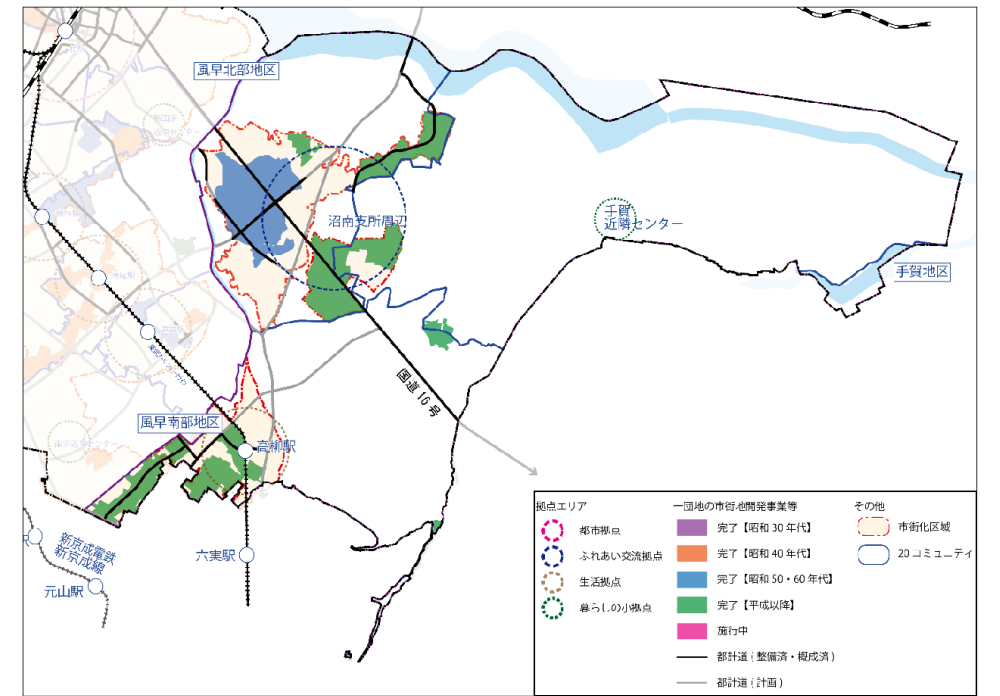 風早北部地区
沼南支所周辺
手賀
近隣センター
手賀地区
国道16号
風早南部地区
高柳駅
新京成電鉄
新京成線
六実駅
元山駅
拠点エリア
都市拠点
ふれあい交流拠点
生活拠点
暮らしの小拠点
一団地の市街地開発事業等
完了【昭和30年代】
完了【昭和40年代】
完了【昭和50・60年代】
完了【平成以降】
施行中
都計道(整備済・概成済)
都計道(計画)
その他
市街化区域
20コミュニティ